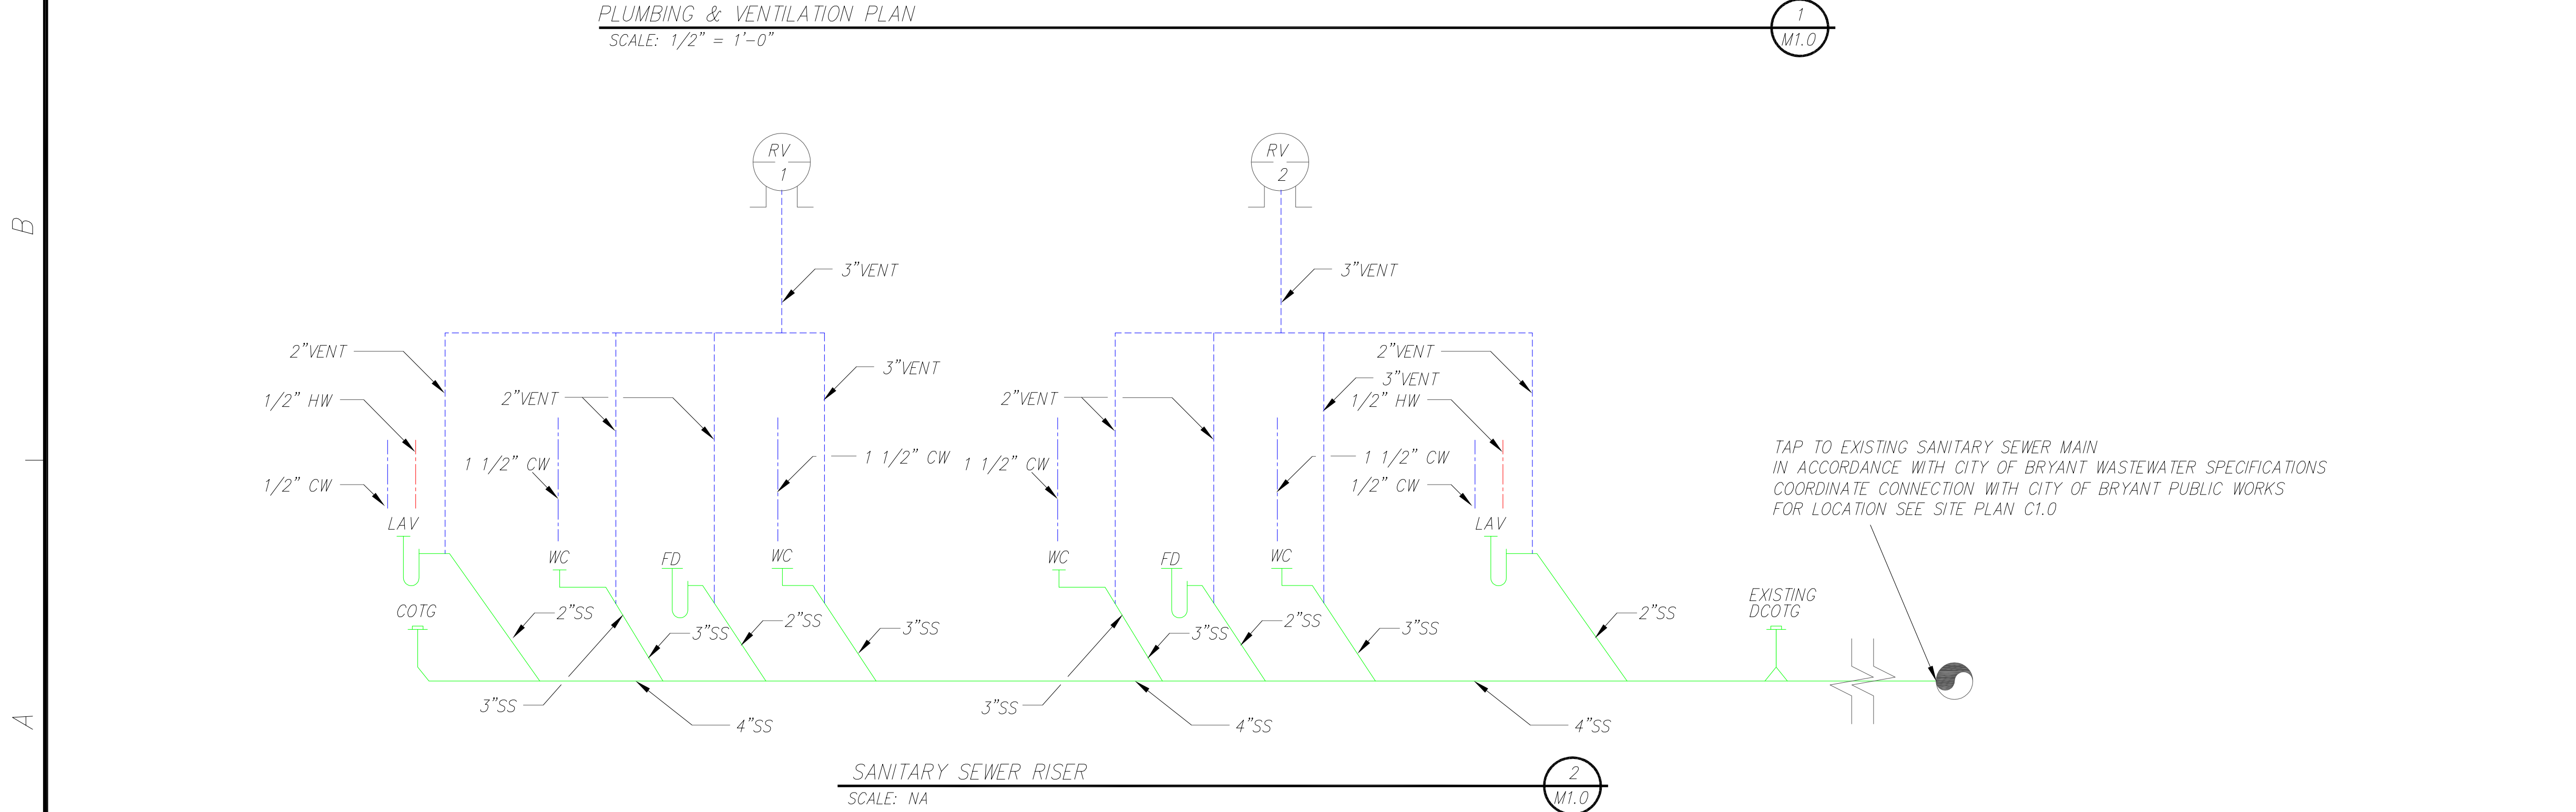 PLUMBING & VENTILATION PLAN
SCALE: 1/2" = 1'-0"
1
M1.0
RV
1
RV
2
B
3"VENT
3"VENT
2"VENT
3"VENT
2"VENT
3"VENT
1/2" HW
2"VENT
2"VENT
1/2" HW
1 1/2" CW
1 1/2" CW
1 1/2" CW
1 1/2" CW
1/2" CW
1/2" CW
TAP TO EXISTING SANITARY SEWER MAIN
IN ACCORDANCE WITH CITY OF BRYANT WASTEWATER SPECIFICATIONS
COORDINATE CONNECTION WITH CITY OF BRYANT PUBLIC WORKS
FOR LOCATION SEE SITE PLAN C1.0
LAV
LAV
WC
FD
WC
WC
FD
WC
COTG
EXISTING
DCOTG
2"SS
3"SS
2"SS
3"SS
3"SS
2"SS
3"SS
2"SS
3"SS
4"SS
3"SS
4"SS
4"SS
A
SANITARY SEWER RISER
SCALE: NA
2
M1.0